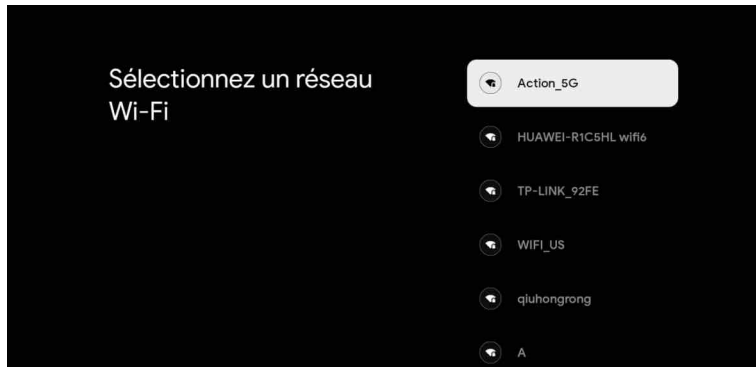 Sélectionnez un réseau
Wi-Fi
Action_5G
HUAWEI-R1C5HL wifi6
TP-LINK_92FE
WIFI_US
qiuhongrong
A